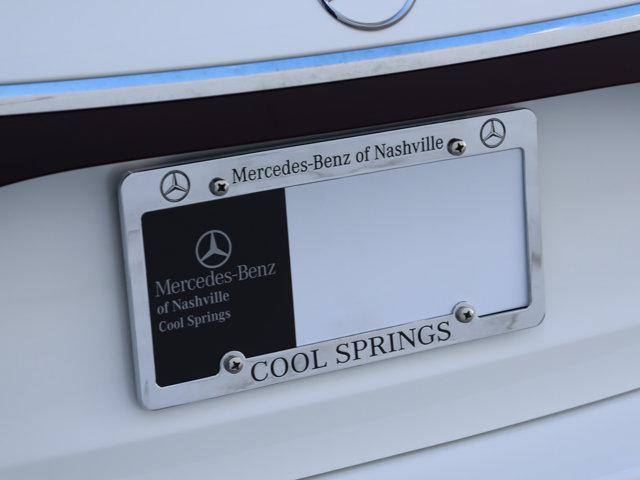 Mercedes-Benz of Nashville
Mercedes-Benz
of Nashville
Cool Springs
COOL SPRINGS